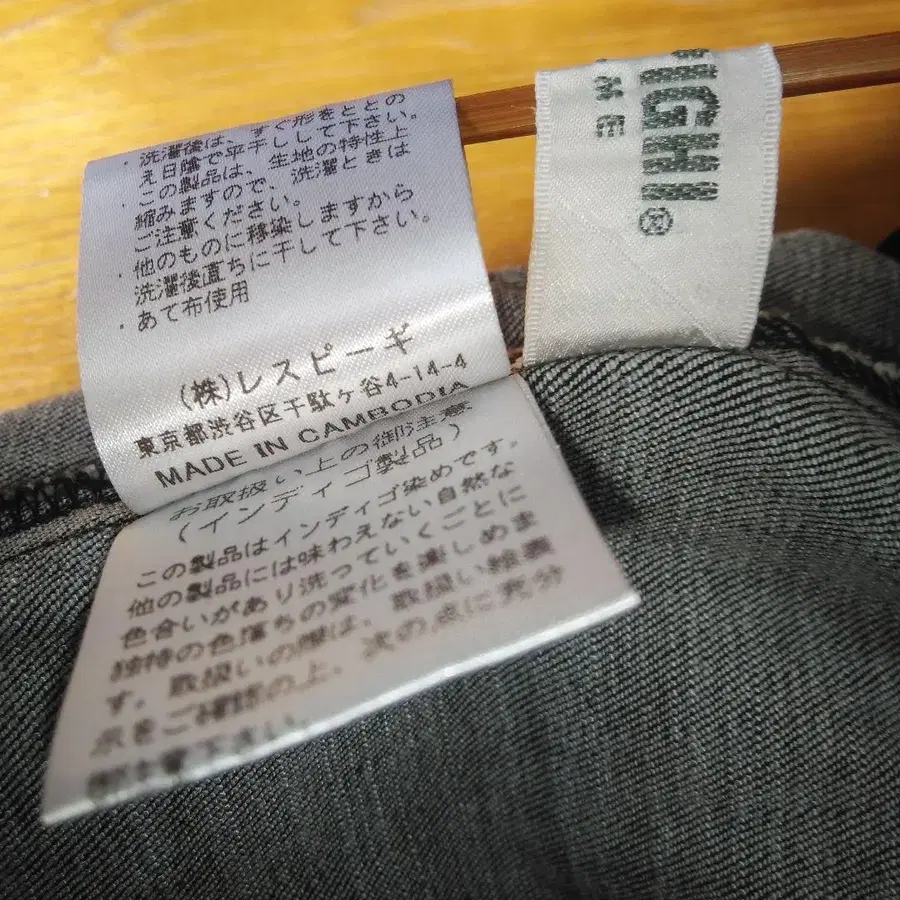 ・洗濯後は、すぐ形をととの
え日陰で平干しして下さい。
・この製品は、生地の特性上
縮みますので、洗濯ときは
ご注意ください。
・他のものに移染しますから
洗濯後直ちに干して下さい。
・あて布使用
(株)レスピーギ
東京都渋谷区千駄ヶ谷4-14-4
MADE IN CAMBODIA
お取扱い上の御注意
(インディゴ製品)
この製品はインディゴ染めです。
他の製品には味わえない自然な
色合いがあり洗っていくごとに
独特の色落ちの変化を楽しめま
す。取扱いの際は、取扱い絵表
示をご確認の上、次の点に充分
御注意下さい。
IGHI®
ME